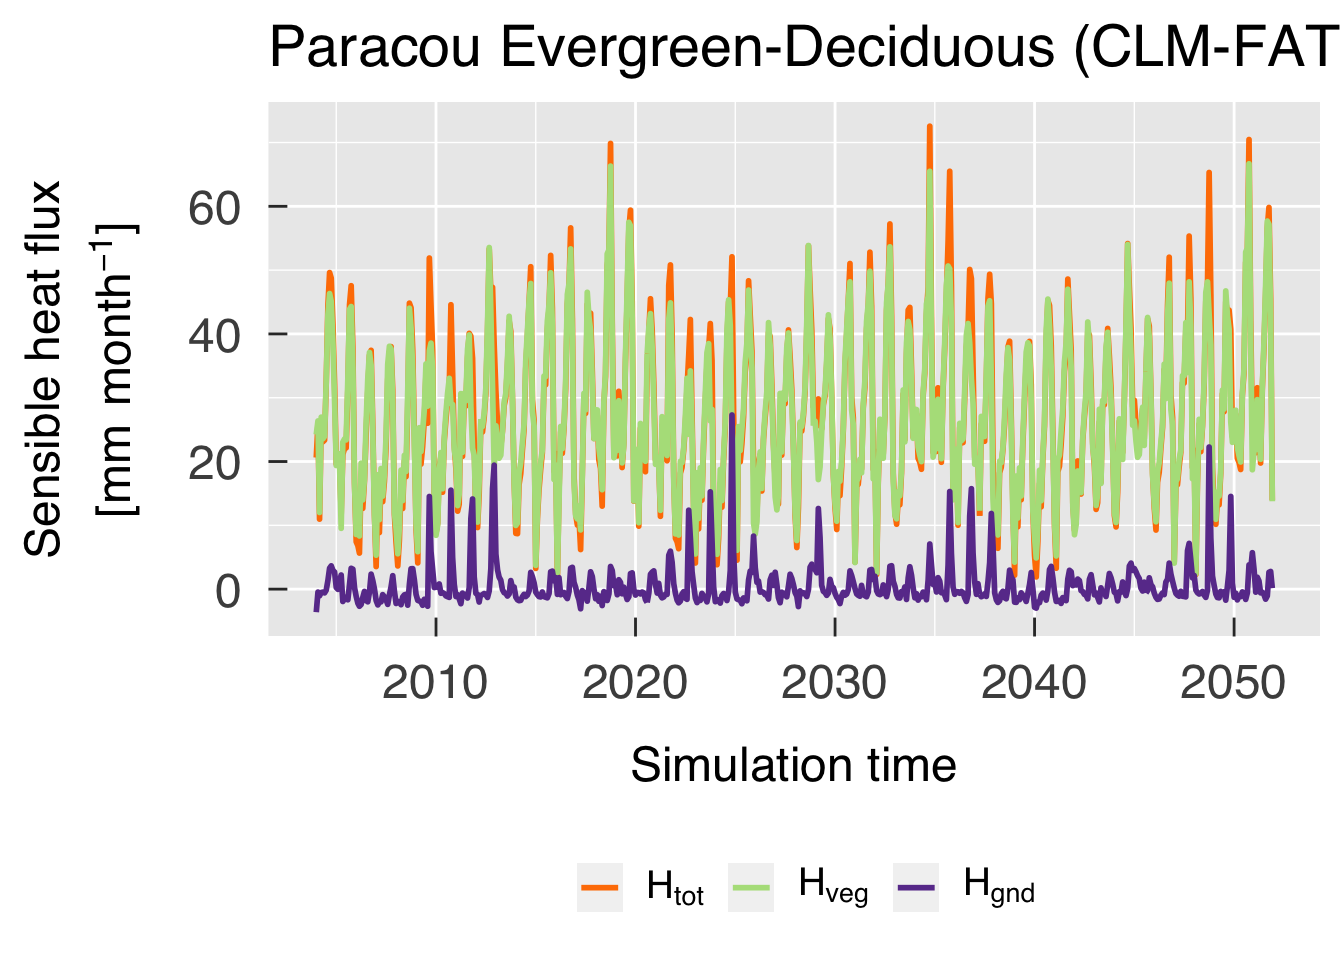 Paracou Evergreen-Deciduous (CLM-FAT
Sensible heat flux
[mm month⁻¹]
60
40
20
0
2010 2020 2030 2040 2050
Simulation time
H_tot H_veg H_gnd